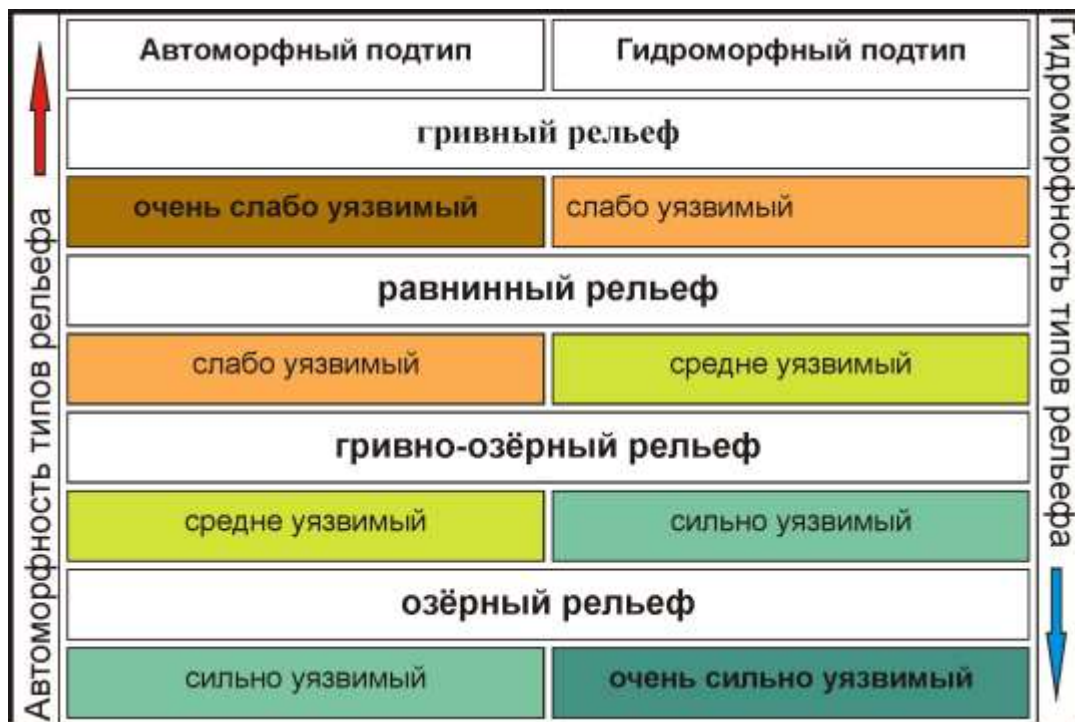 Автоморфный подтип
Гидроморфный подтип
гривный рельеф
очень слабо уязвимый
слабо уязвимый
равнинный рельеф
слабо уязвимый
средне уязвимый
гривно-озёрный рельеф
средне уязвимый
сильно уязвимый
озёрный рельеф
сильно уязвимый
очень сильно уязвимый
Автоморфность типов рельефа
Гидроморфность типов рельефа